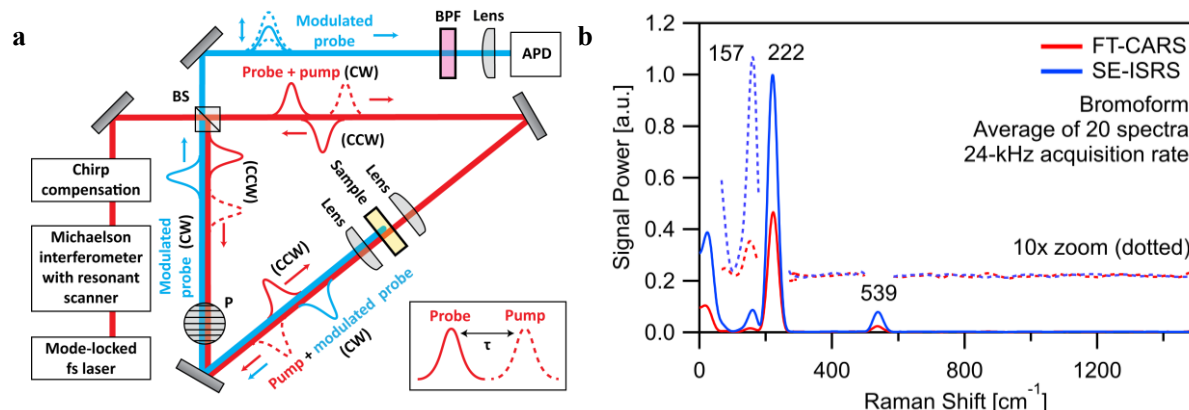 a
Modulated
probe
BPF
Lens
APD
Probe + pump (CW)
BS
(CCW)
(CCW)
Chirp
compensation
Michaelson
interferometer
with resonant
scanner
Mode-locked
fs laser
Modulated
probe (CW)
P
Lens
Sample
Lens
(CCW)
Pump + modulated probe
(CW)
Probe
Pump
τ
b
Signal Power [a.u.]
1.2
1.0
0.8
0.6
0.4
0.2
0.0
157
222
539
FT-CARS
SE-ISRS
Bromoform
Average of 20 spectra
24-kHz acquisition rate
10x zoom (dotted)
0
400
800
1200
Raman Shift [cm⁻¹]